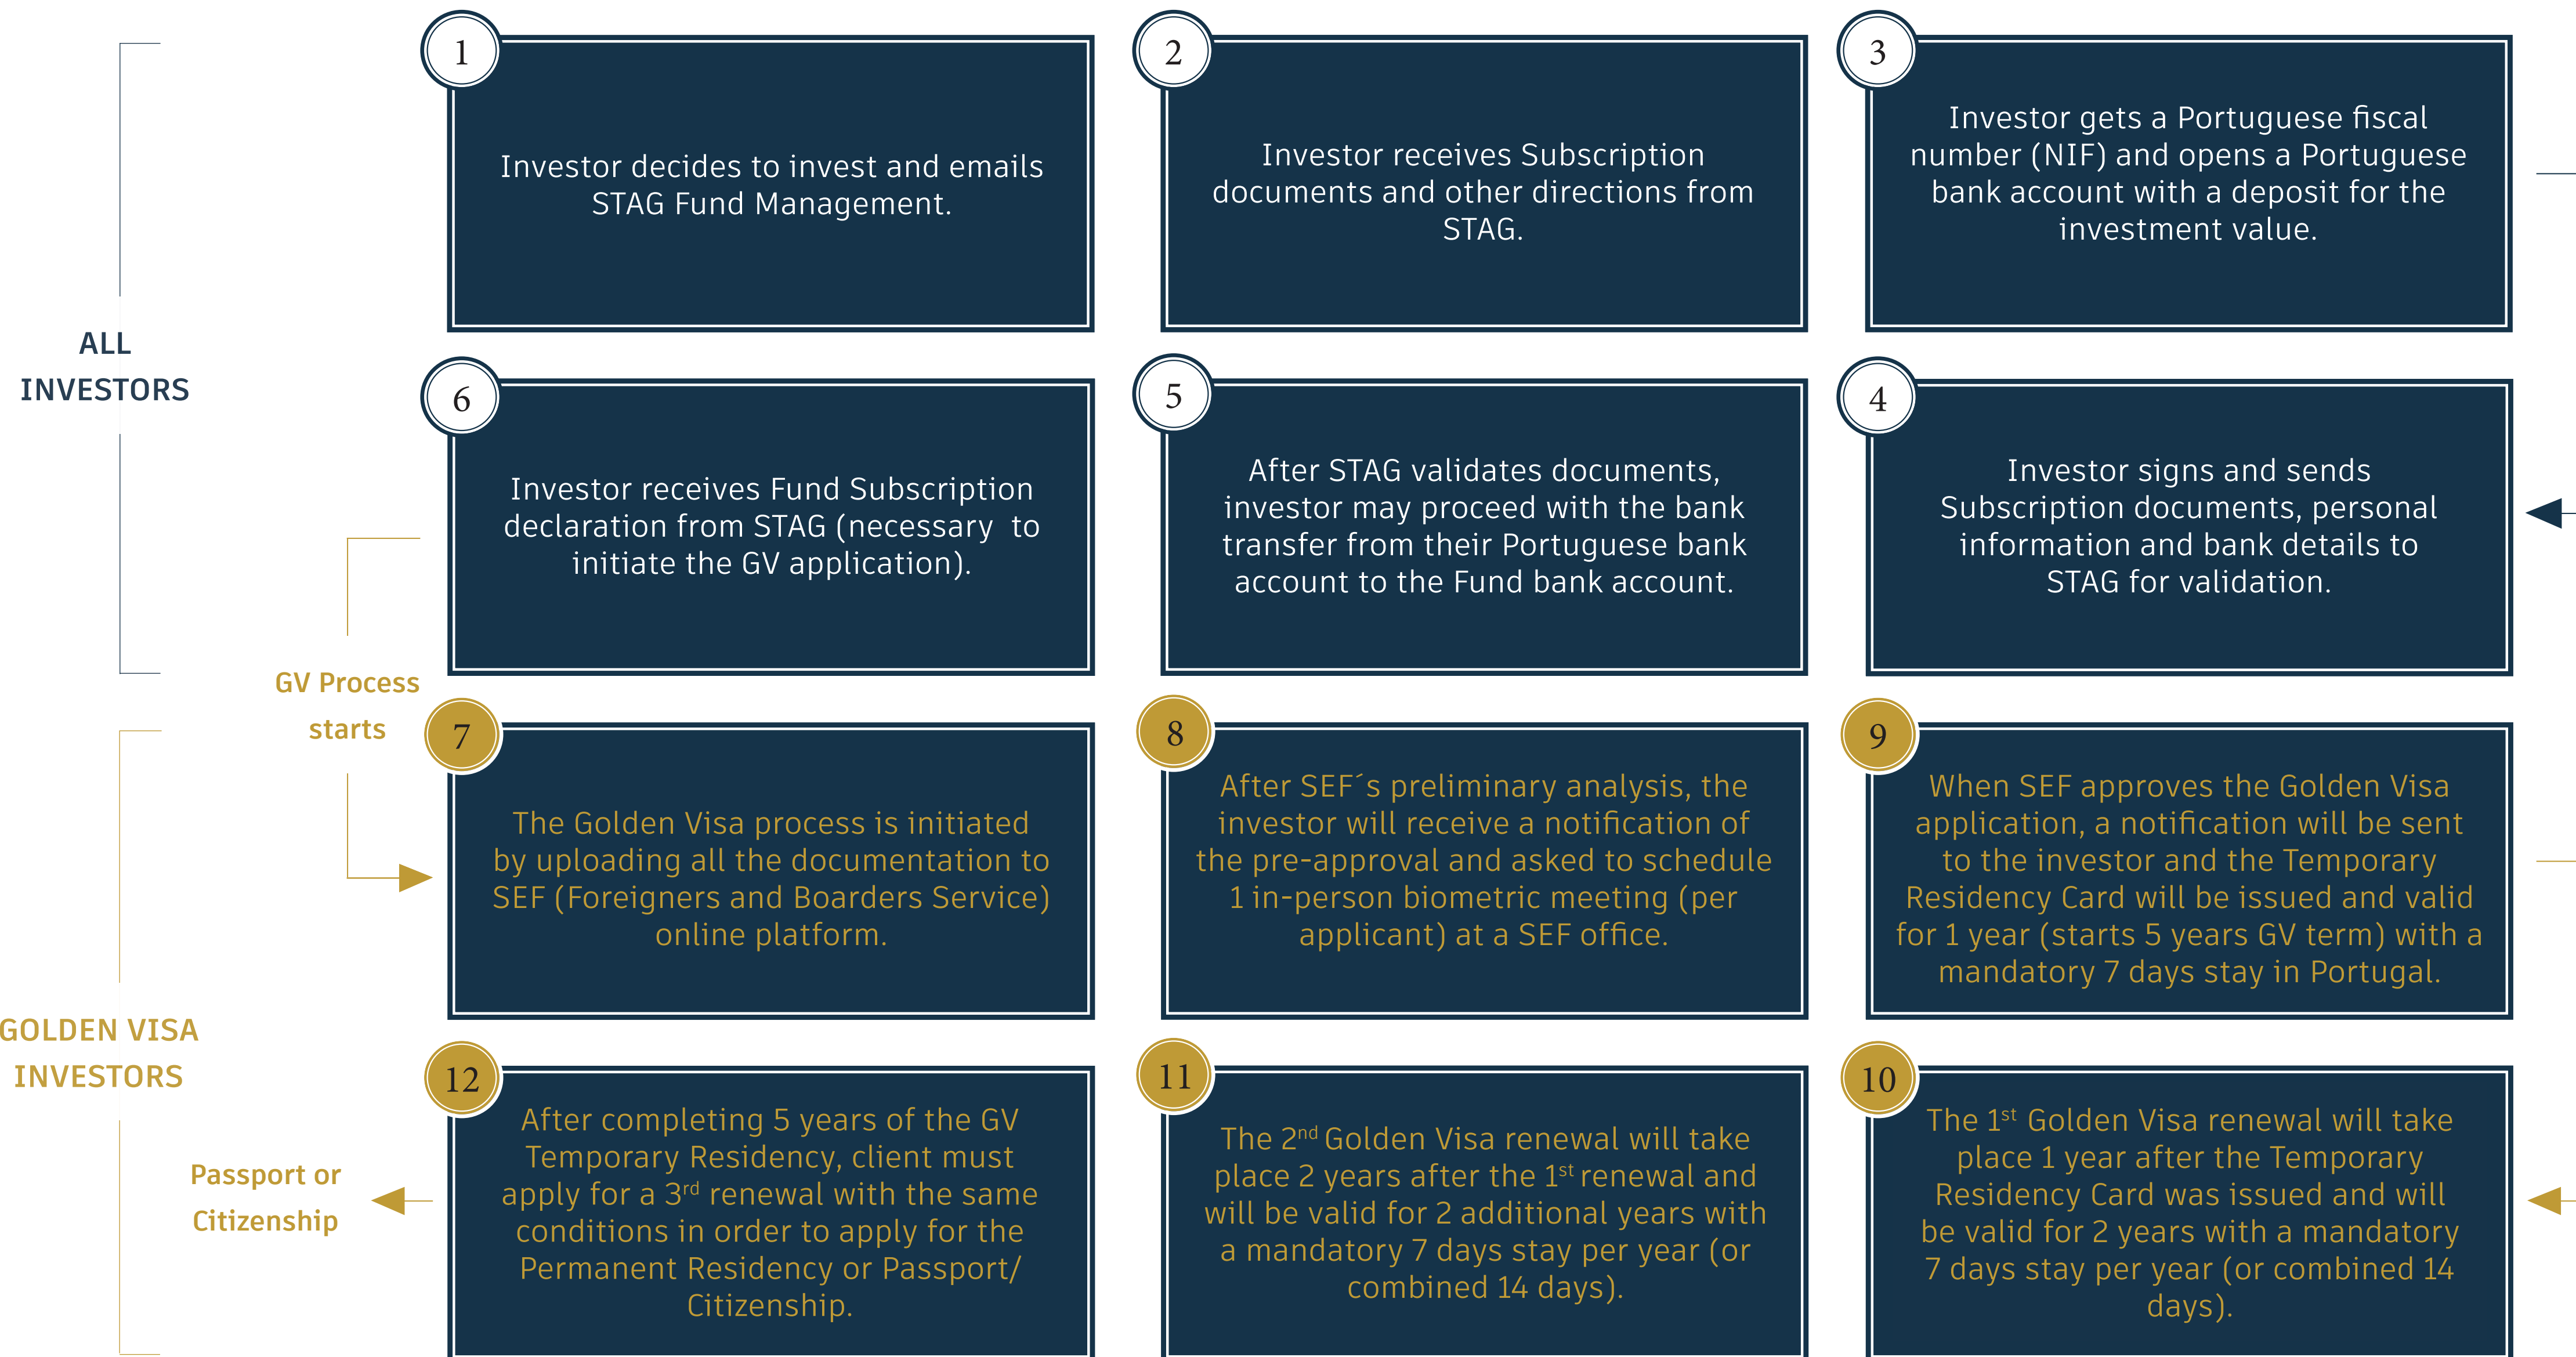 ALL
INVESTORS
1
Investor decides to invest and emails
STAG Fund Management.
2
Investor receives Subscription
documents and other directions from
STAG.
3
Investor gets a Portuguese fiscal
number (NIF) and opens a Portuguese
bank account with a deposit for the
investment value.
4
Investor signs and sends
Subscription documents, personal
information and bank details to
STAG for validation.
5
After STAG validates documents,
investor may proceed with the bank
transfer from their Portuguese bank
account to the Fund bank account.
6
Investor receives Fund Subscription
declaration from STAG (necessary  to
initiate the GV application).
GV Process
starts
GOLDEN VISA
INVESTORS
7
The Golden Visa process is initiated
by uploading all the documentation to
SEF (Foreigners and Boarders Service)
online platform.
8
After SEF´s preliminary analysis, the
investor will receive a notification of
the pre-approval and asked to schedule
1 in-person biometric meeting (per
applicant) at a SEF office.
9
When SEF approves the Golden Visa
application, a notification will be sent
to the investor and the Temporary
Residency Card will be issued and valid
for 1 year (starts 5 years GV term) with a
mandatory 7 days stay in Portugal.
10
The 1st Golden Visa renewal will take
place 1 year after the Temporary
Residency Card was issued and will
be valid for 2 years with a mandatory
7 days stay per year (or combined 14
days).
11
The 2nd Golden Visa renewal will take
place 2 years after the 1st renewal and
will be valid for 2 additional years with
a mandatory 7 days stay per year (or
combined 14 days).
12
After completing 5 years of the GV
Temporary Residency, client must
apply for a 3rd renewal with the same
conditions in order to apply for the
Permanent Residency or Passport/
Citizenship.
Passport or
Citizenship